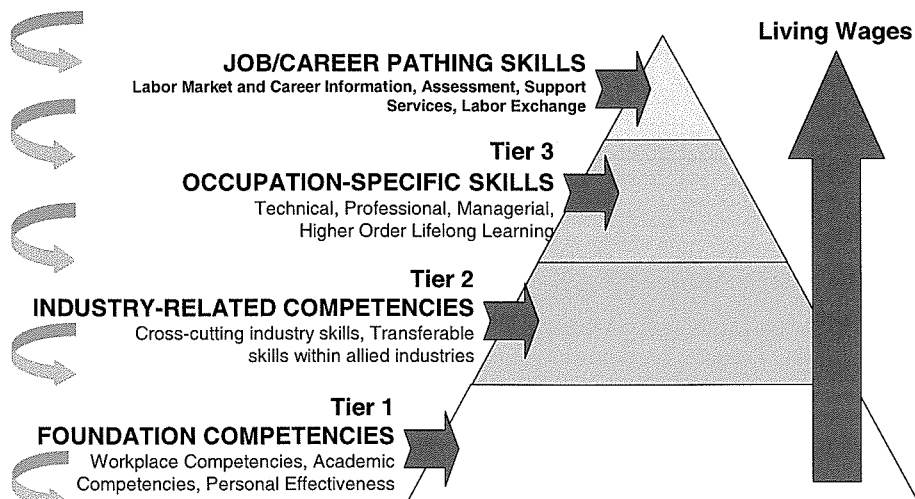 Living Wages
JOB/CAREER PATHING SKILLS
Labor Market and Career Information, Assessment, Support
Services, Labor Exchange
Tier 3
OCCUPATION-SPECIFIC SKILLS
Technical, Professional, Managerial,
Higher Order Lifelong Learning
Tier 2
INDUSTRY-RELATED COMPETENCIES
Cross-cutting industry skills, Transferable
skills within allied industries
Tier 1
FOUNDATION COMPETENCIES
Workplace Competencies, Academic
Competencies, Personal Effectiveness